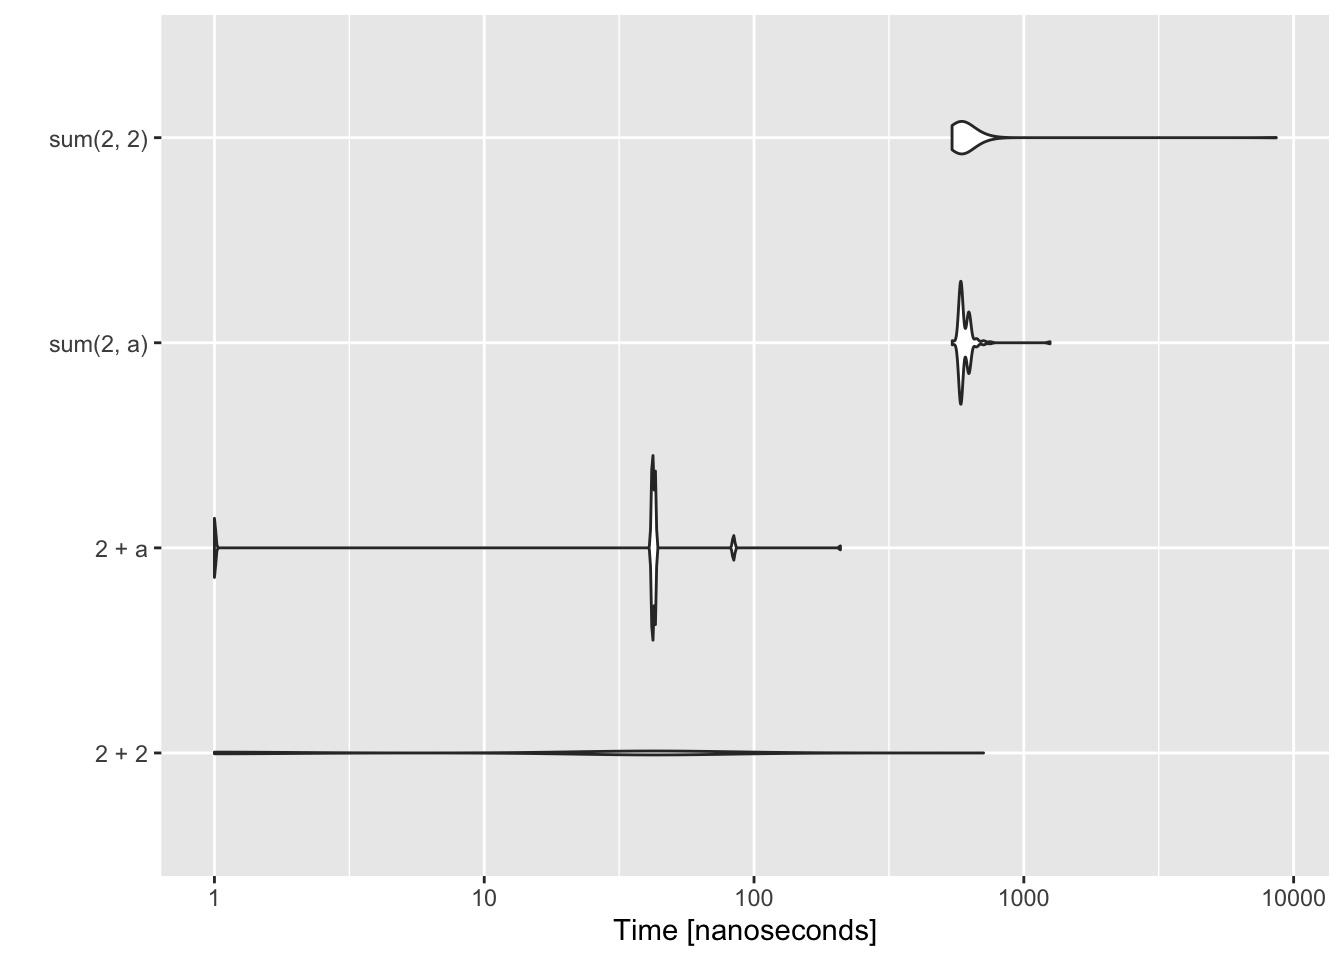 sum(2, 2)
sum(2, a)
2 + a
2 + 2
1 10 100 1000 10000
Time [nanoseconds]